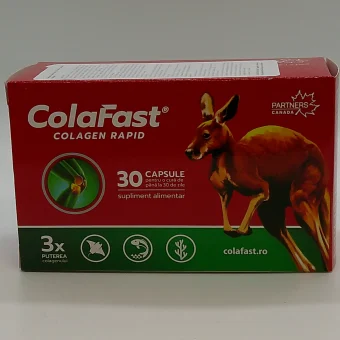 ColaFast®
COLAGEN RAPID
PARTNERS
CANADA
30 CAPSULE
pentru o cură de
până la 30 de zile
supliment alimentar
3x
PUTEREA
colagenului
colafast.ro